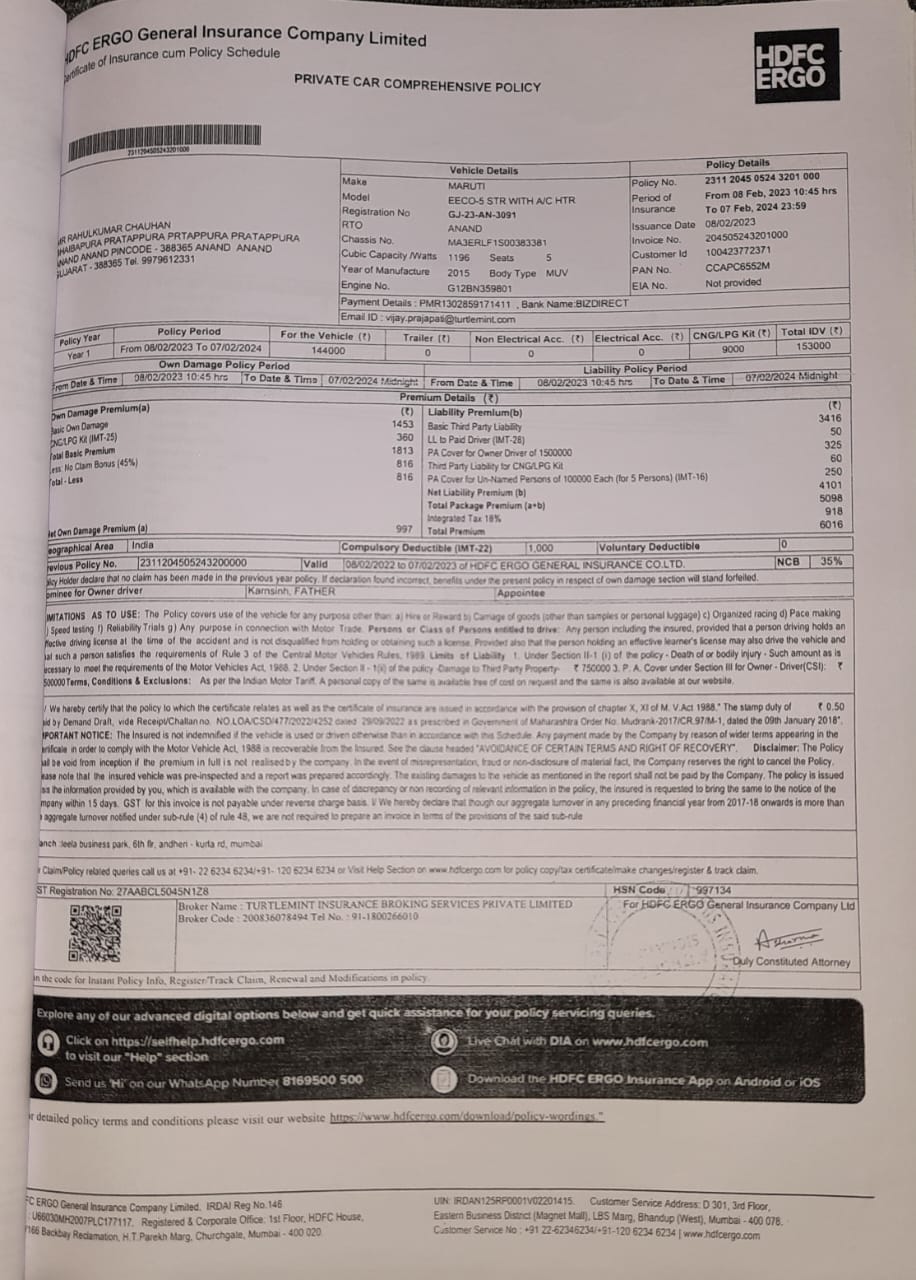 HDFC ERGO General Insurance Company Limited
Certificate of Insurance cum Policy Schedule
HDFC
ERGO
PRIVATE CAR COMPREHENSIVE POLICY
2311204505243201000
MR RAHULKUMAR CHAUHAN
PRATAPPURA PRTAPPURA PRATAPPURA
ANAND ANAND PINCODE - 388365 ANAND ANAND
GUJARAT - 388365 Tel. 9979612331
Vehicle Details
Make MARUTI
Model EECO-5 STR WITH A/C HTR
Registration No GJ-23-AN-3091
RTO ANAND
Chassis No. MA3ERLF1S00383381
Cubic Capacity /Watts 1196 Seats 5
Year of Manufacture 2015 Body Type MUV
Engine No. G12BN359801
Policy Details
Policy No. 2311 2045 0524 3201 000
Period of From 08 Feb, 2023 10:45 hrs
Insurance To 07 Feb, 2024 23:59
Issuance Date 08/02/2023
Invoice No. 204505243201000
Customer Id 100423772371
PAN No. CCAPC6552M
EIA No. Not provided
Payment Details : PMR1302859171411 , Bank Name:BIZDIRECT
Email ID : vijay.prajapati@turtlemint.com
Policy Year Policy Period For the Vehicle (₹) Trailer (₹) Non Electrical Acc. (₹) Electrical Acc. (₹) CNG/LPG Kit (₹) Total IDV (₹)
Year 1 From 08/02/2023 To 07/02/2024 144000 0 0 0 9000 153000
Own Damage Policy Period Liability Policy Period
From Date & Time 08/02/2023 10:45 hrs To Date & Time 07/02/2024 Midnight From Date & Time 08/02/2023 10:45 hrs To Date & Time 07/02/2024 Midnight
Premium Details (₹)
Own Damage Premium(a) (₹)
Basic Own Damage 1453
CNG/LPG Kit (IMT-25) 360
Total Basic Premium 1813
Less: No Claim Bonus (45%) 816
Total - Less 816
Net Own Damage Premium (a) 997
Liability Premium(b) (₹)
Basic Third Party Liability 3416
LL to Paid Driver (IMT-28) 50
PA Cover for Owner Driver of 1500000 325
Third Party Liability for CNG/LPG Kit 60
PA Cover for Un-Named Persons of 100000 Each (for 5 Persons) (IMT-16) 250
Net Liability Premium (b) 4101
Total Package Premium (a+b) 5098
Integrated Tax 18% 918
Total Premium 6016
eographical Area India Compulsory Deductible (IMT-22) 1,000 Voluntary Deductible 0
revious Policy No. 2311204505243200000 Valid 08/02/2022 to 07/02/2023 of HDFC ERGO GENERAL INSURANCE CO.LTD. NCB 35%
licy Holder declare that no claim has been made in the previous year policy. If declaration found incorrect, benefits under the present policy in respect of own damage section will stand forfeited.
ominee for Owner driver Karnsinh, FATHER Appointee
IMITATIONS AS TO USE: The Policy covers use of the vehicle for any purpose other than: a) Hire or Reward b) Carriage of goods (other than samples or personal luggage) c) Organized racing d) Pace making
) Speed testing f) Reliability Trials g) Any purpose in connection with Motor Trade. Persons or Class of Persons entitled to drive: Any person including the insured, provided that a person driving holds an
ffective driving license at the time of the accident and is not disqualified from holding or obtaining such a license. Provided also that the person holding an effective learner's license may also drive the vehicle and
at such a person satisfies the requirements of Rule 3 of the Central Motor Vehicles Rules, 1989. Limits of Liability 1. Under Section II-1 (i) of the policy - Death of or bodily injury - Such amount as is
ecessary to meet the requirements of the Motor Vehicles Act, 1988. 2. Under Section II - 1(ii) of the policy -Damage to Third Party Property- ₹ 750000 3. P. A. Cover under Section III for Owner - Driver(CSI): ₹
500000 Terms, Conditions & Exclusions: As per the Indian Motor Tariff. A personal copy of the same is available free of cost on request and the same is also available at our website.
/ We hereby certify that the policy to which the certificate relates as well as the certificate of insurance are issued in accordance with the provision of chapter X, XI of M. V.Act 1988." The stamp duty of ₹ 0.50
id by Demand Draft, vide Receipt/Challan no. NO.LOA/CSD/477/2022/4252 dated 29/09/2022 as prescribed in Government of Maharashtra Order No. Mudrank-2017/CR.97/M-1, dated the 09th January 2018".
IPORTANT NOTICE: The Insured is not indemnified if the vehicle is used or driven otherwise than in accordance with this Schedule. Any payment made by the Company by reason of wider terms appearing in the
ertificate in order to comply with the Motor Vehicle Act, 1988 is recoverable from the Insured. See the clause headed "AVOIDANCE OF CERTAIN TERMS AND RIGHT OF RECOVERY". Disclaimer: The Policy
all be void from inception if the premium in full is not realised by the company. In the event of misrepresentation, fraud or non-disclosure of material fact, the Company reserves the right to cancel the Policy.
ease note that the insured vehicle was pre-inspected and a report was prepared accordingly. The existing damages to the vehicle as mentioned in the report shall not be paid by the Company. The policy is issued
as the information provided by you, which is available with the company. In case of discrepancy or non recording of relevant information in the policy, the insured is requested to bring the same to the notice of the
mpany within 15 days. GST for this invoice is not payable under reverse charge basis. I/ We hereby declare that though our aggregate turnover in any preceding financial year from 2017-18 onwards is more than
aggregate turnover notified under sub-rule (4) of rule 48, we are not required to prepare an invoice in terms of the provisions of the said sub-rule
anch :leela business park, 6th flr, andheri - kurla rd, mumbai
r Claim/Policy related queries call us at +91- 22 6234 6234/+91- 120 6234 6234 or Visit Help Section on www.hdfcergo.com for policy copy/tax certificate/make changes/register & track claim.
ST Registration No: 27AABCL5045N1Z8 HSN Code 997134
Broker Name : TURTLEMINT INSURANCE BROKING SERVICES PRIVATE LIMITED
Broker Code : 200836078494 Tel No. : 91-1800266010
For HDFC ERGO General Insurance Company Ltd
Duly Constituted Attorney
an the code for Instant Policy Info, Register/Track Claim, Renewal and Modifications in policy.
Explore any of our advanced digital options below and get quick assistance for your policy servicing queries.
Click on https://selfhelp.hdfcergo.com
to visit our "Help" section
Live Chat with DIA on www.hdfcergo.com
Send us 'Hi' on our WhatsApp Number 8169500 500
Download the HDFC ERGO Insurance App on Android or iOS
r detailed policy terms and conditions please visit our website https://www.hdfcergo.com/download/policy-wordings."
FC ERGO General Insurance Company Limited. IRDAI Reg No.146
: U66030MH2007PLC177117. Registered & Corporate Office: 1st Floor, HDFC House,
166 Backbay Reclamation, H.T.Parekh Marg, Churchgate, Mumbai - 400 020
UIN: IRDAN125RP0001V02201415. Customer Service Address: D 301, 3rd Floor,
Eastern Business District (Magnet Mall), LBS Marg, Bhandup (West), Mumbai - 400 078.
Customer Service No : +91 22-62346234/+91-120 6234 6234 | www.hdfcergo.com